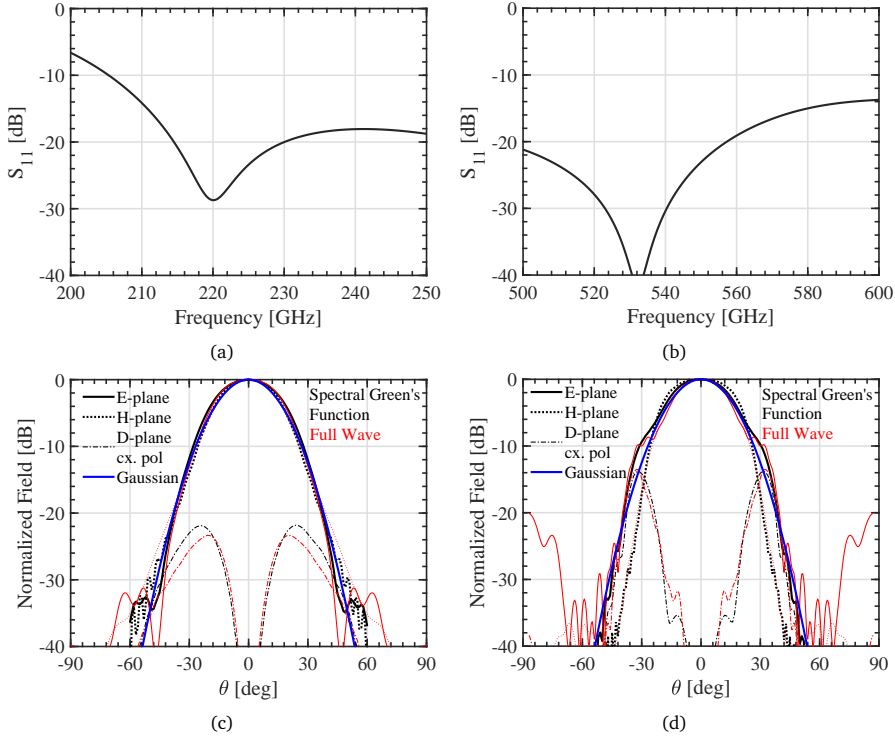 0
-10
-20
-30
-40
S11 [dB]
200 210 220 230 240 250
Frequency [GHz]
(a)
0
-10
-20
-30
-40
S11 [dB]
500 520 540 560 580 600
Frequency [GHz]
(b)
0
-10
-20
-30
-40
Normalized Field [dB]
E-plane
H-plane
D-plane
cx. pol
Gaussian
Spectral Green's
Function
Full Wave
-90 -60 -30 0 30 60 90
θ [deg]
(c)
0
-10
-20
-30
-40
Normalized Field [dB]
E-plane
H-plane
D-plane
cx. pol
Gaussian
Spectral Green's
Function
Full Wave
-90 -60 -30 0 30 60 90
θ [deg]
(d)